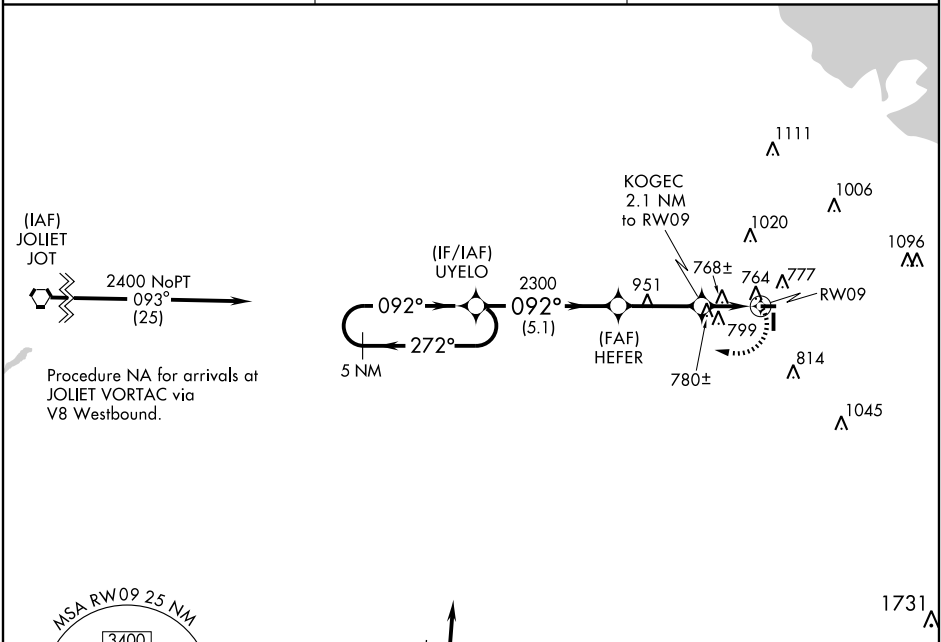 1111
KOGEC
2.1 NM
to RW09
1006
1020
1096
(IAF)
JOLIET
JOT
2400 NoPT
093°
(25)
(IF/IAF)
UYELO
092°
2300
092°
(5.1)
951
768±
764
777
RW09
799
272°
5 NM
(FAF)
HEFER
780±
814
1045
Procedure NA for arrivals at
JOLIET VORTAC via
V8 Westbound.
MSA RW09 25 NM
3400
1731